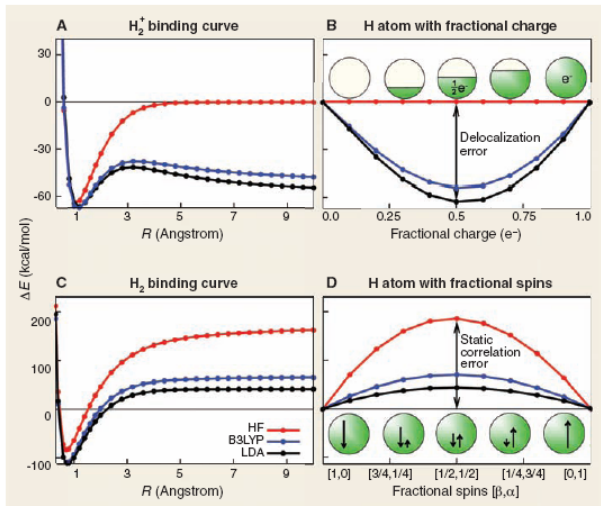 A H₂⁺ binding curve
B H atom with fractional charge
30
0
-30
-60
1 3 5 7 9
R (Angstrom)
½e⁻
e⁻
Delocalization
error
0.0 0.25 0.5 0.75 1.0
Fractional charge (e⁻)
ΔE (kcal/mol)
C H₂ binding curve
D H atom with fractional spins
200
100
0
-100
HF
B3LYP
LDA
1 3 5 7 9
R (Angstrom)
Static
correlation
error
[1,0] [3/4,1/4] [1/2,1/2] [1/4,3/4] [0,1]
Fractional spins [β,α]